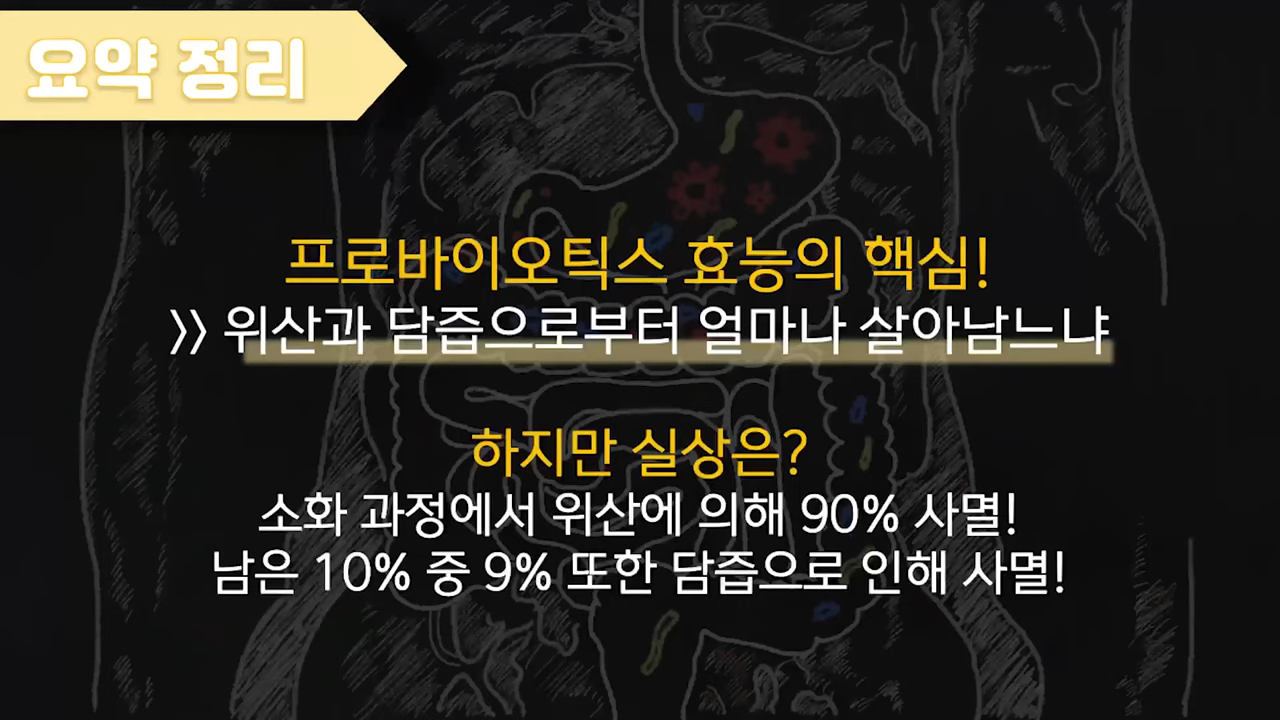 요약 정리
프로바이오틱스 효능의 핵심!
>> 위산과 담즙으로부터 얼마나 살아남느냐
하지만 실상은?
소화 과정에서 위산에 의해 90% 사멸!
남은 10% 중 9% 또한 담즙으로 인해 사멸!